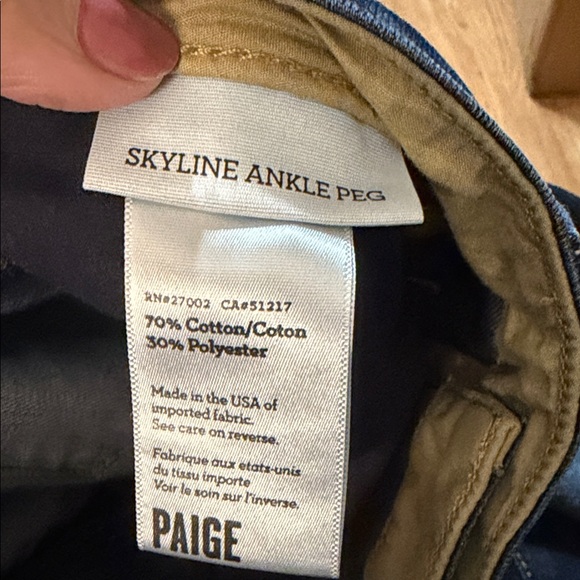 SKYLINE ANKLE PEG
RN#27002 CA#51217
70% Cotton/Coton
30% Polyester
Made in the USA of
imported fabric.
See care on reverse.
Fabrique aux etats-unis
du tissu importe
Voir le soin sur l'inverse.
PAIGE